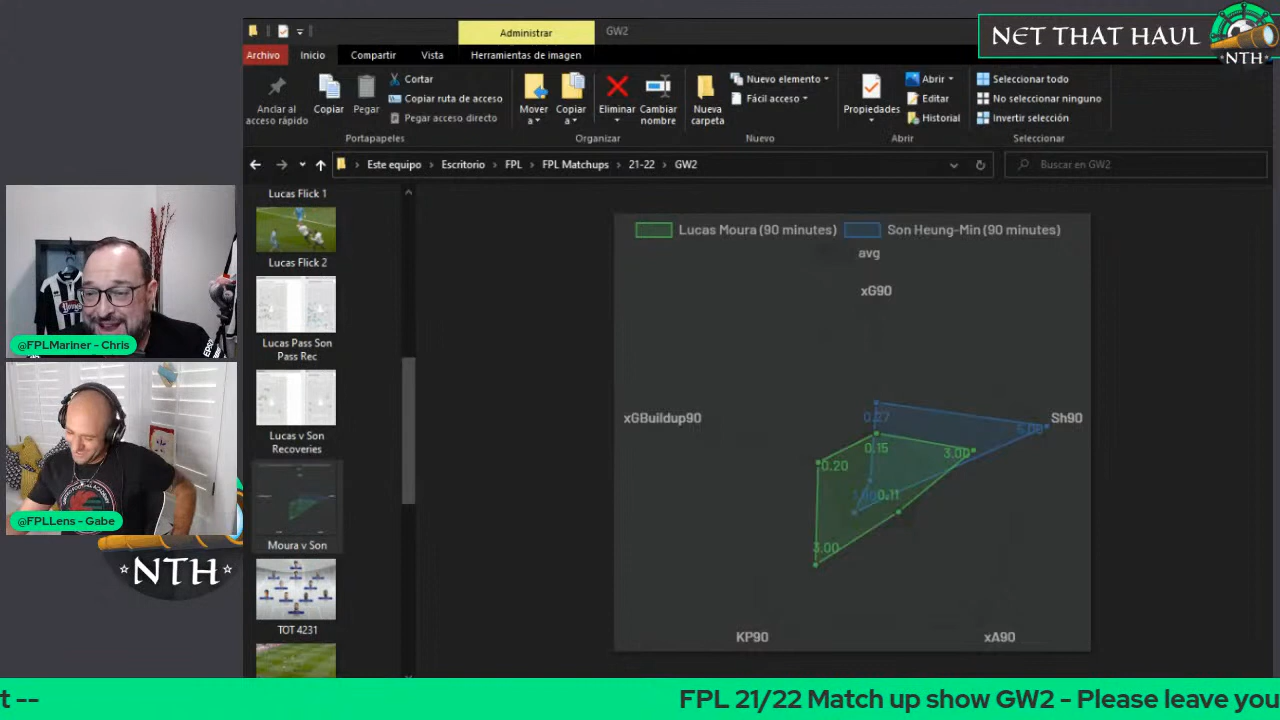 NET THAT HAUL
NTH
Administrar
GW2
Archivo
Inicio
Compartir
Vista
Herramientas de imagen
Anclar al
acceso rápido
Copiar
Pegar
Cortar
Copiar ruta de acceso
Pegar acceso directo
Portapapeles
Mover
a
Copiar
a
Eliminar
Cambiar
nombre
Organizar
Nueva
carpeta
Nuevo elemento
Fácil acceso
Nuevo
Propiedades
Abrir
Editar
Historial
Abrir
Seleccionar todo
No seleccionar ninguno
Invertir selección
Seleccionar
Este equipo > Escritorio > FPL > FPL Matchups > 21-22 > GW2
Buscar en GW2
Lucas Flick 1
Lucas Flick 2
Lucas Pass Son
Pass Rec
Lucas v Son
Recoveries
Moura v Son
TOT 4231
Lucas Moura (90 minutes)
Son Heung-Min (90 minutes)
avg
xG90
xGBuildup90
Sh90
0.27
5.00
0.15
3.00
0.20
0.11
3.00
KP90
xA90
@FPLMariner - Chris
@FPLLens - Gabe
NTH
t --
FPL 21/22 Match up show GW2 - Please leave you